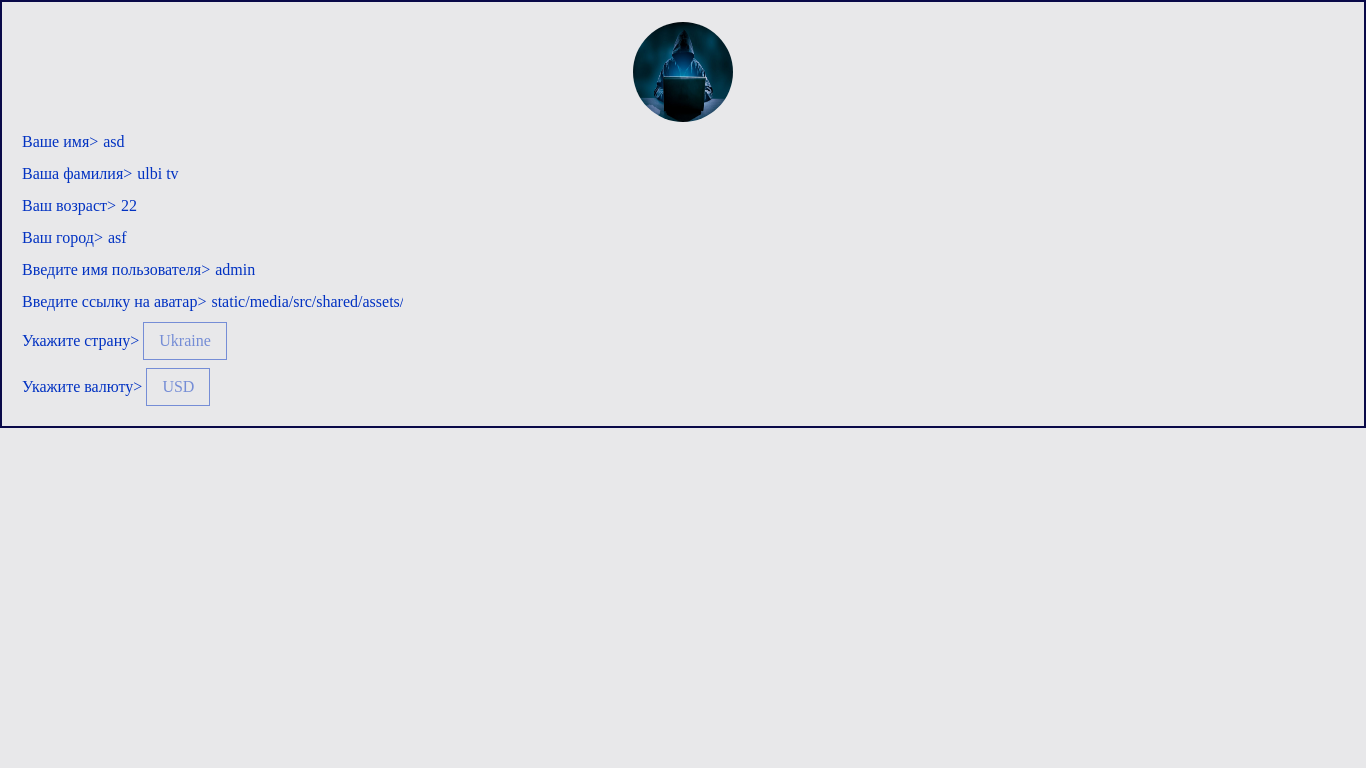 Ваше имя> asd
Ваша фамилия> ulbi tv
Ваш возраст> 22
Ваш город> asf
Введите имя пользователя> admin
Введите ссылку на аватар> static/media/src/shared/assets/
Укажите страну> Ukraine
Укажите валюту> USD